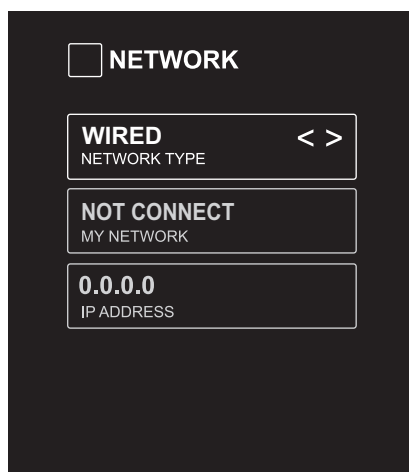 NETWORK
WIRED < >
NETWORK TYPE
NOT CONNECT
MY NETWORK
0.0.0.0
IP ADDRESS